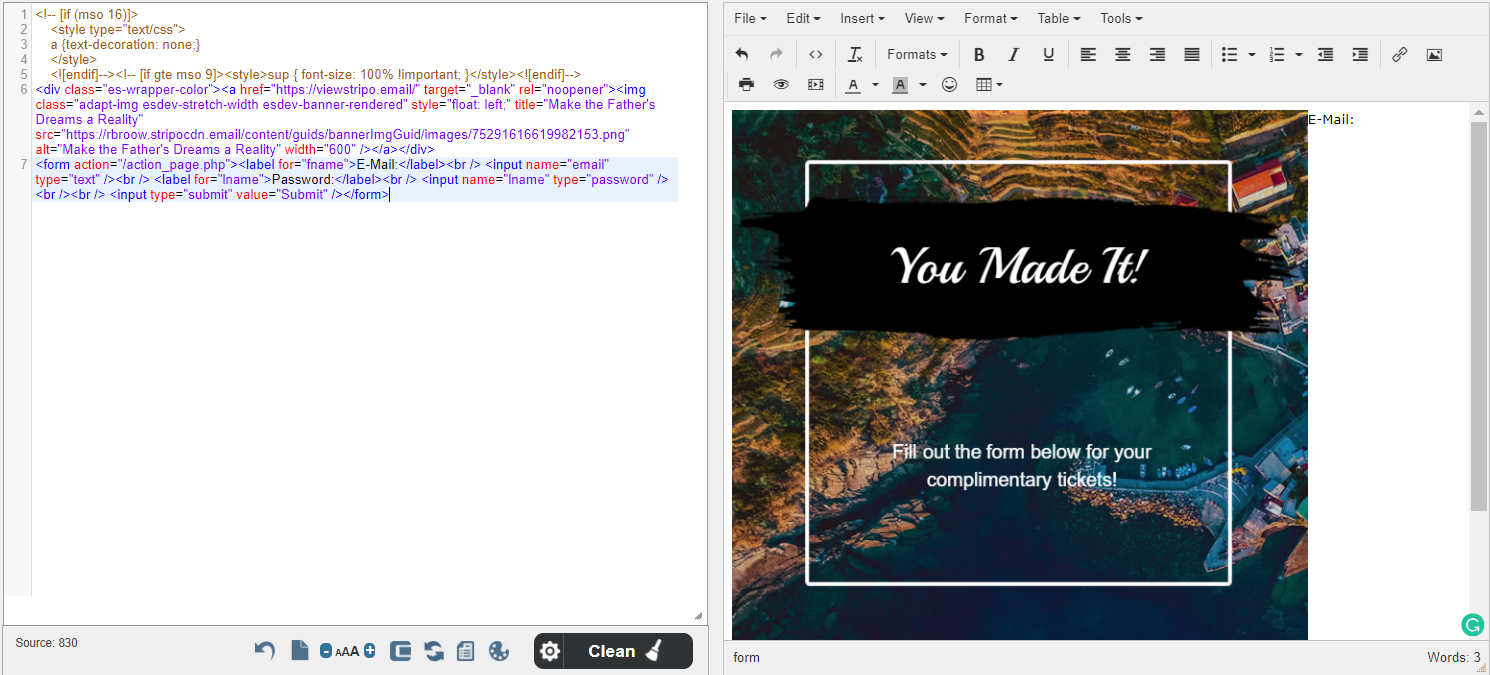 1 <!-- [if (mso 16)]>
2 <style type="text/css">
3 a {text-decoration: none;}
4 </style>
5 <![endif]--><!-- [if gte mso 9]><style>sup { font-size: 100% !important; }</style><![endif]-->
6 <div class="es-wrapper-color"><a href="https://viewstripo.email/" target="_blank" rel="noopener"><img
class="adapt-img esdev-stretch-width esdev-banner-rendered" style="float: left;" title="Make the Father's
Dreams a Reality"
src="https://rbroow.stripocdn.email/content/guids/bannerImgGuid/images/75291616619982153.png"
alt="Make the Father's Dreams a Reality" width="600" /></a></div>
7 <form action="/action_page.php"><label for="fname">E-Mail:</label><br /> <input name="email"
type="text" /><br /> <label for="lname">Password:</label><br /> <input name="lname" type="password" />
<br /><br /> <input type="submit" value="Submit" /></form>
Source: 830
AAA
Clean
File Edit Insert View Format Table Tools
Formats B I U
A A
E-Mail:
You Made It!
Fill out the form below for your
complimentary tickets!
form
Words: 3